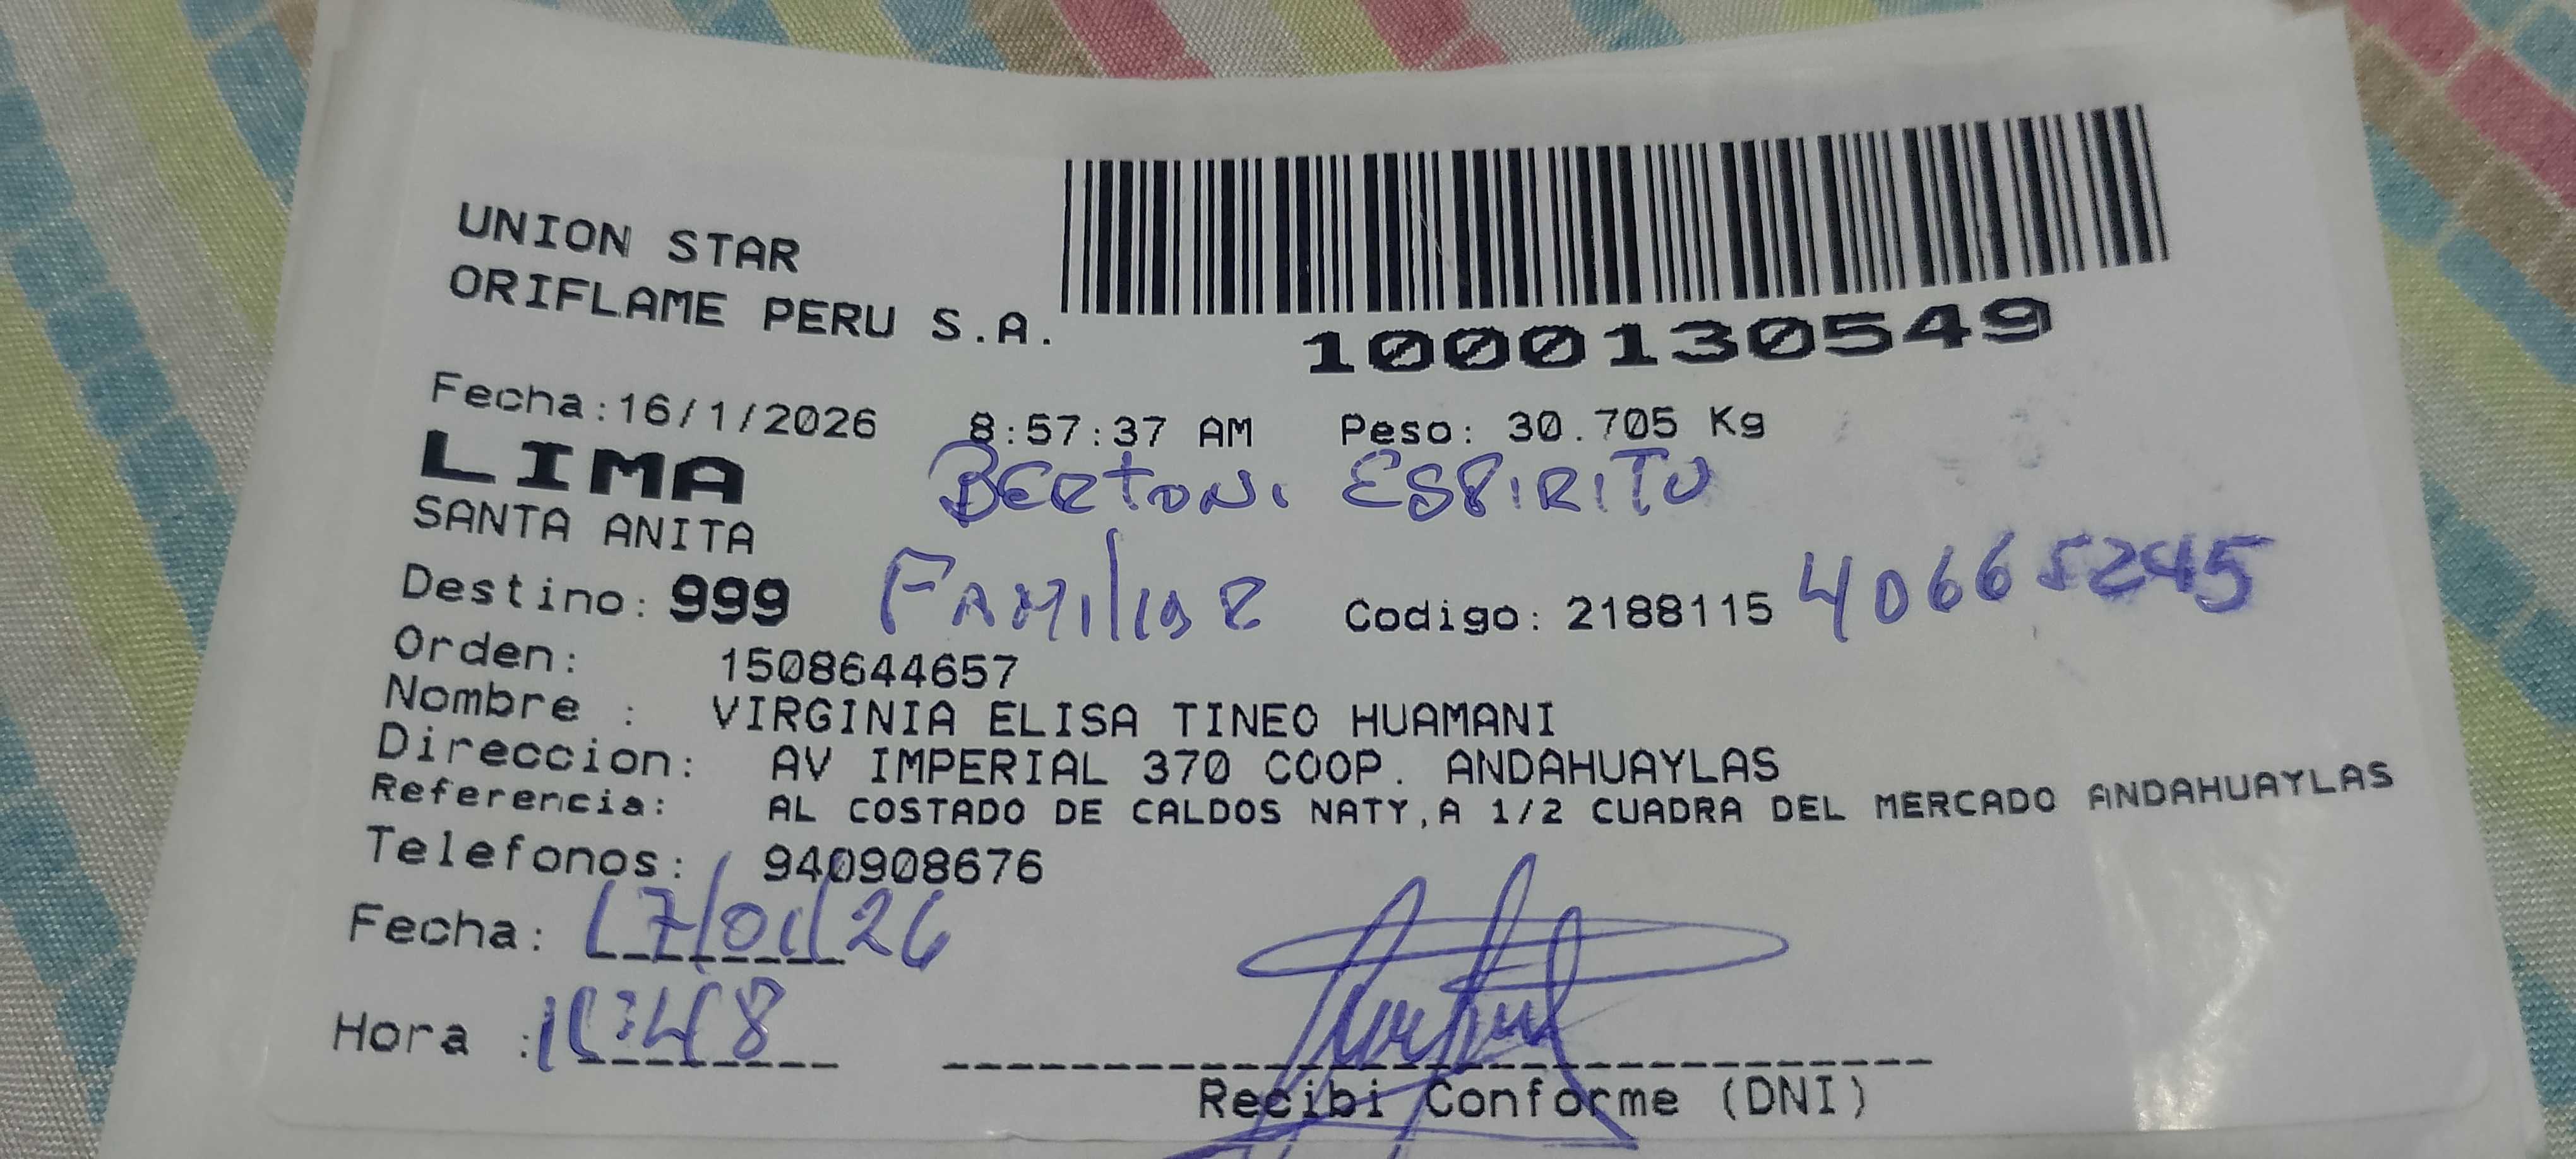 UNION STAR
ORIFLAME PERU S.A.
1000130549
Fecha:16/1/2026 8:57:37 AM Peso: 30.705 Kg
LIMA
BERTONI ESPIRITU
SANTA ANITA
Destino: 999 FAMILIAR Codigo: 2188115 40665245
Orden: 1508644657
Nombre : VIRGINIA ELISA TINEO HUAMANI
Direccion: AV IMPERIAL 370 COOP. ANDAHUAYLAS
Referencia: AL COSTADO DE CALDOS NATY,A 1/2 CUADRA DEL MERCADO ANDAHUAYLAS
Telefonos: 940908676
Fecha: 17/01/26
Hora :
Recibi Conforme (DNI)